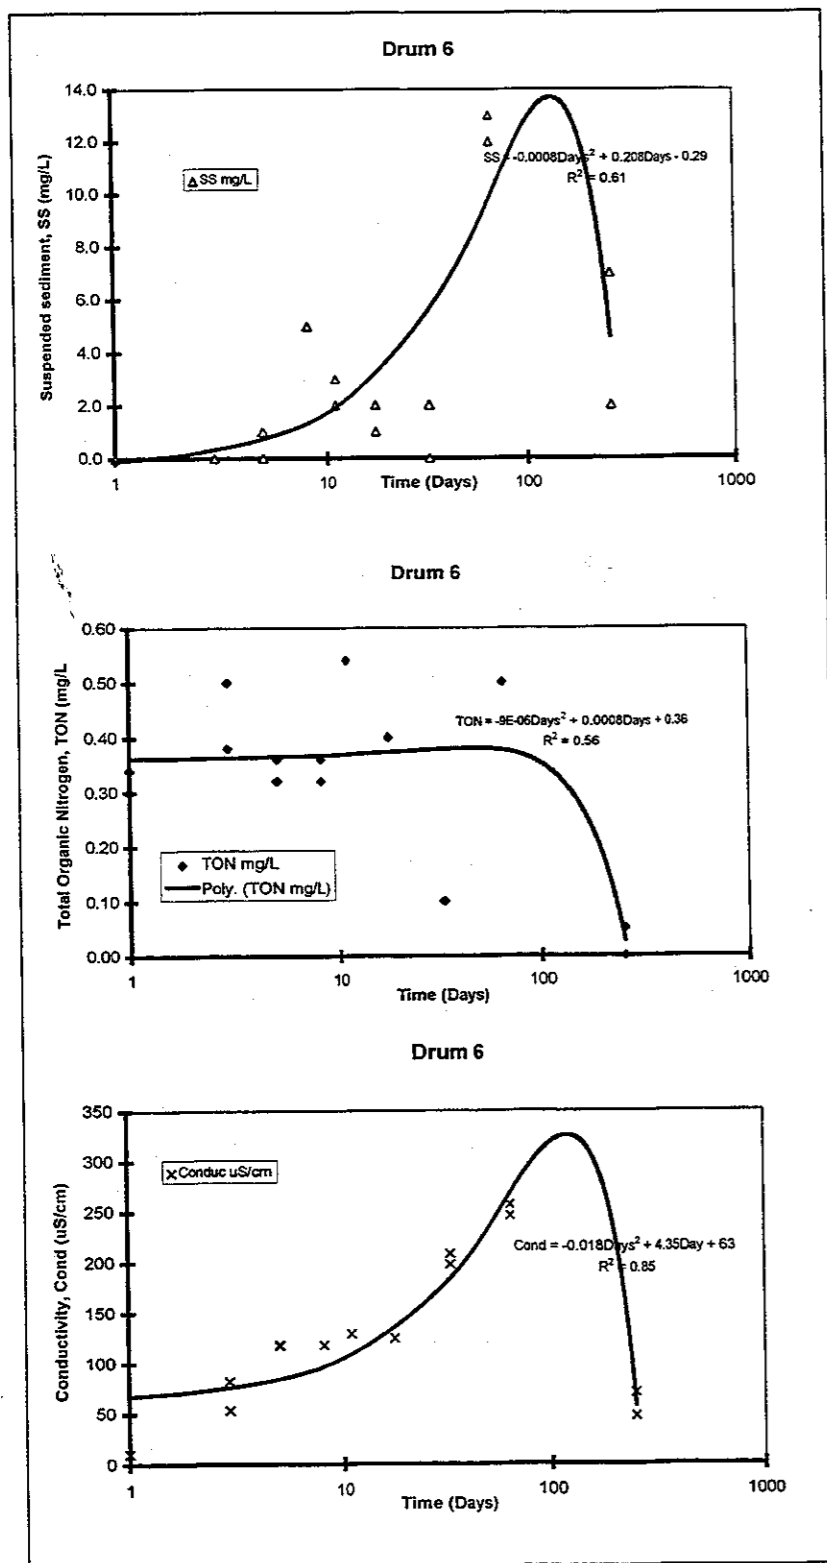 Drum 6
14.0
12.0
10.0
8.0
6.0
4.0
2.0
0.0
Suspended sediment, SS (mg/L)
SS mg/L
SS = -0.0008Days² + 0.208Days - 0.29
R² = 0.61
1
10
100
1000
Time (Days)
Drum 6
0.60
0.50
0.40
0.30
0.20
0.10
0.00
Total Organic Nitrogen, TON (mg/L
TON = -9E-06Days² + 0.0008Days + 0.36
R² = 0.56
TON mg/L
Poly. (TON mg/L)
1
10
100
1000
Time (Days)
Drum 6
350
300
250
200
150
100
50
0
Conductivity, Cond (uS/cm)
Conduc uS/cm
Cond = -0.018Days² + 4.35Day + 63
R² = 0.85
1
10
100
1000
Time (Days)